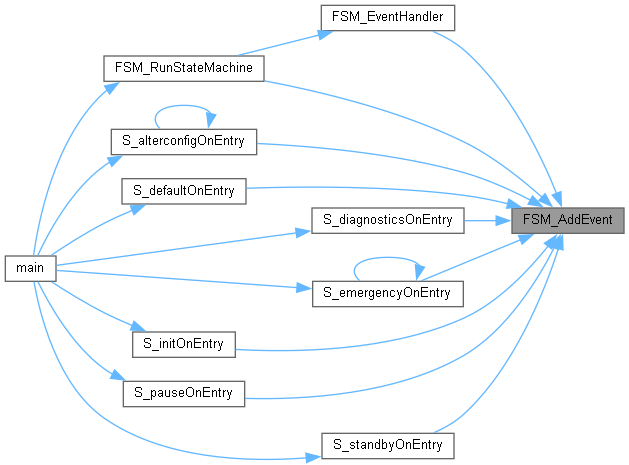 FSM_EventHandler
FSM_RunStateMachine
S_alterconfigOnEntry
S_defaultOnEntry
S_diagnosticsOnEntry
FSM_AddEvent
main
S_emergencyOnEntry
S_initOnEntry
S_pauseOnEntry
S_standbyOnEntry